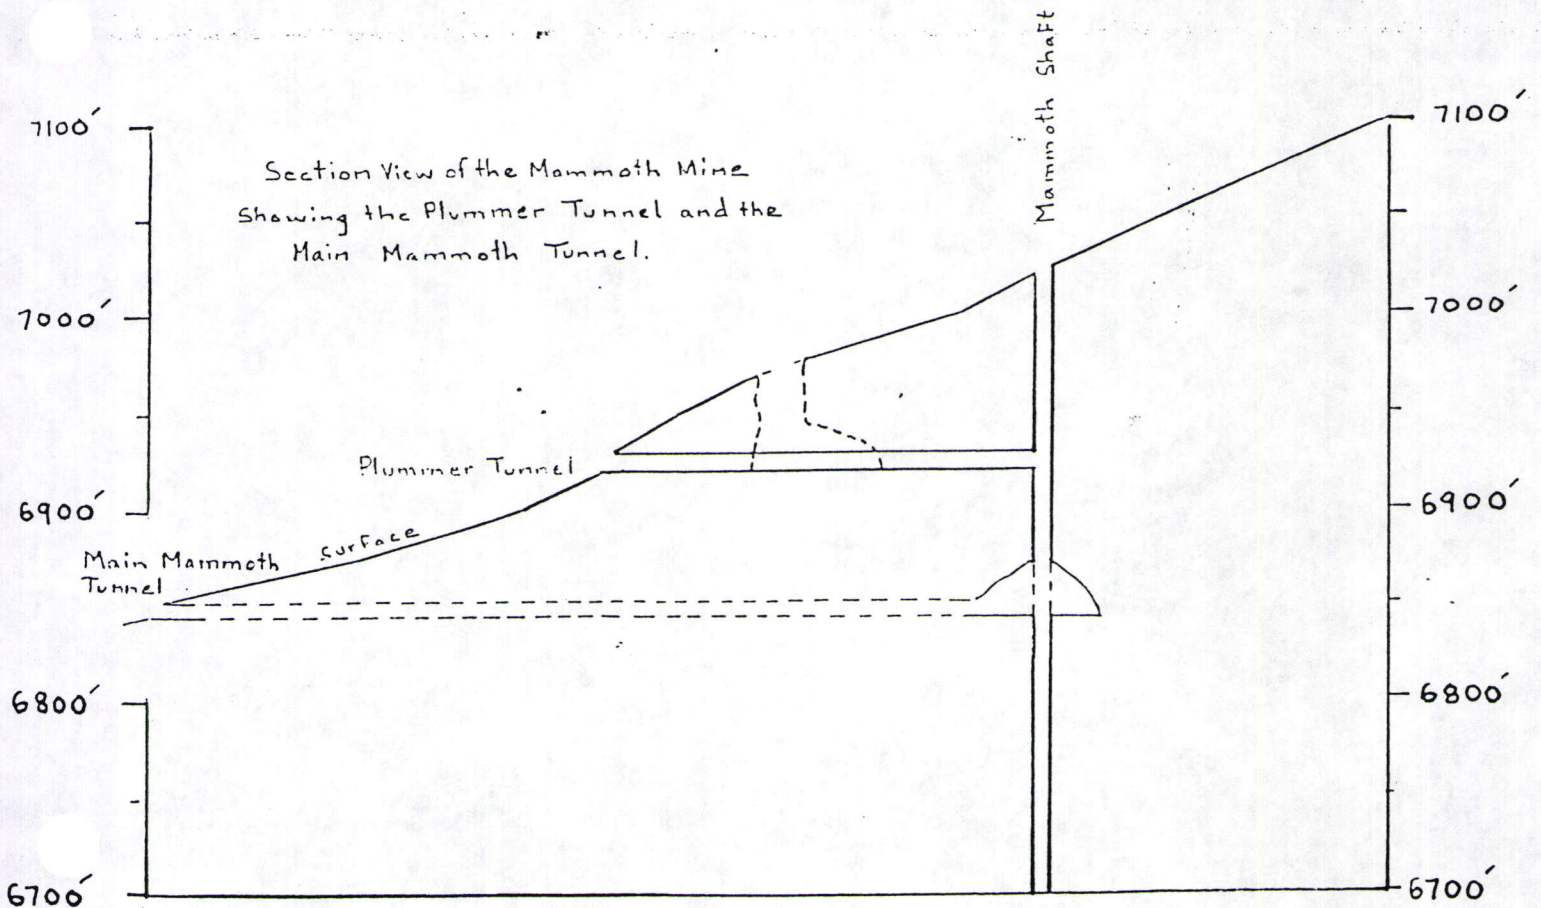 Mammoth Shaft
7100'
7100'
Section View of the Mammoth Mine
Showing the Plummer Tunnel and the
Main Mammoth Tunnel.
7000'
7000'
Plummer Tunnel
6900'
6900'
Surface
Main Mammoth
Tunnel
6800'
6800'
6700'
6700'